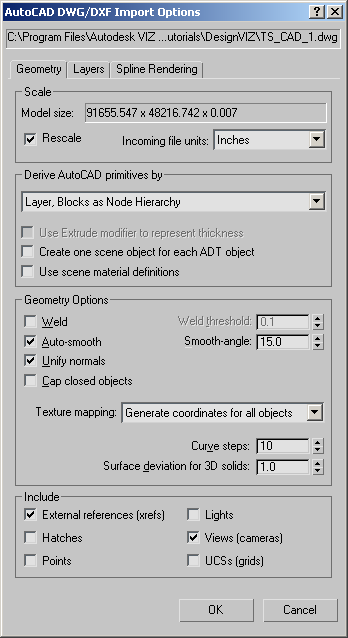 AutoCAD DWG/DXF Import Options
C:\Program Files\Autodesk VIZ ...utorials\DesignVIZ\TS_CAD_1.dwg
Geometry Layers Spline Rendering
Scale
Model size: 91655.547 x 48216.742 x 0.007
Rescale Incoming file units: Inches
Derive AutoCAD primitives by
Layer, Blocks as Node Hierarchy
Use Extrude modifier to represent thickness
Create one scene object for each ADT object
Use scene material definitions
Geometry Options
Weld Weld threshold: 0.1
Auto-smooth Smooth-angle: 15.0
Unify normals
Cap closed objects
Texture mapping: Generate coordinates for all objects
Curve steps: 10
Surface deviation for 3D solids: 1.0
Include
External references (xrefs) Lights
Hatches Views (cameras)
Points UCSs (grids)
OK Cancel